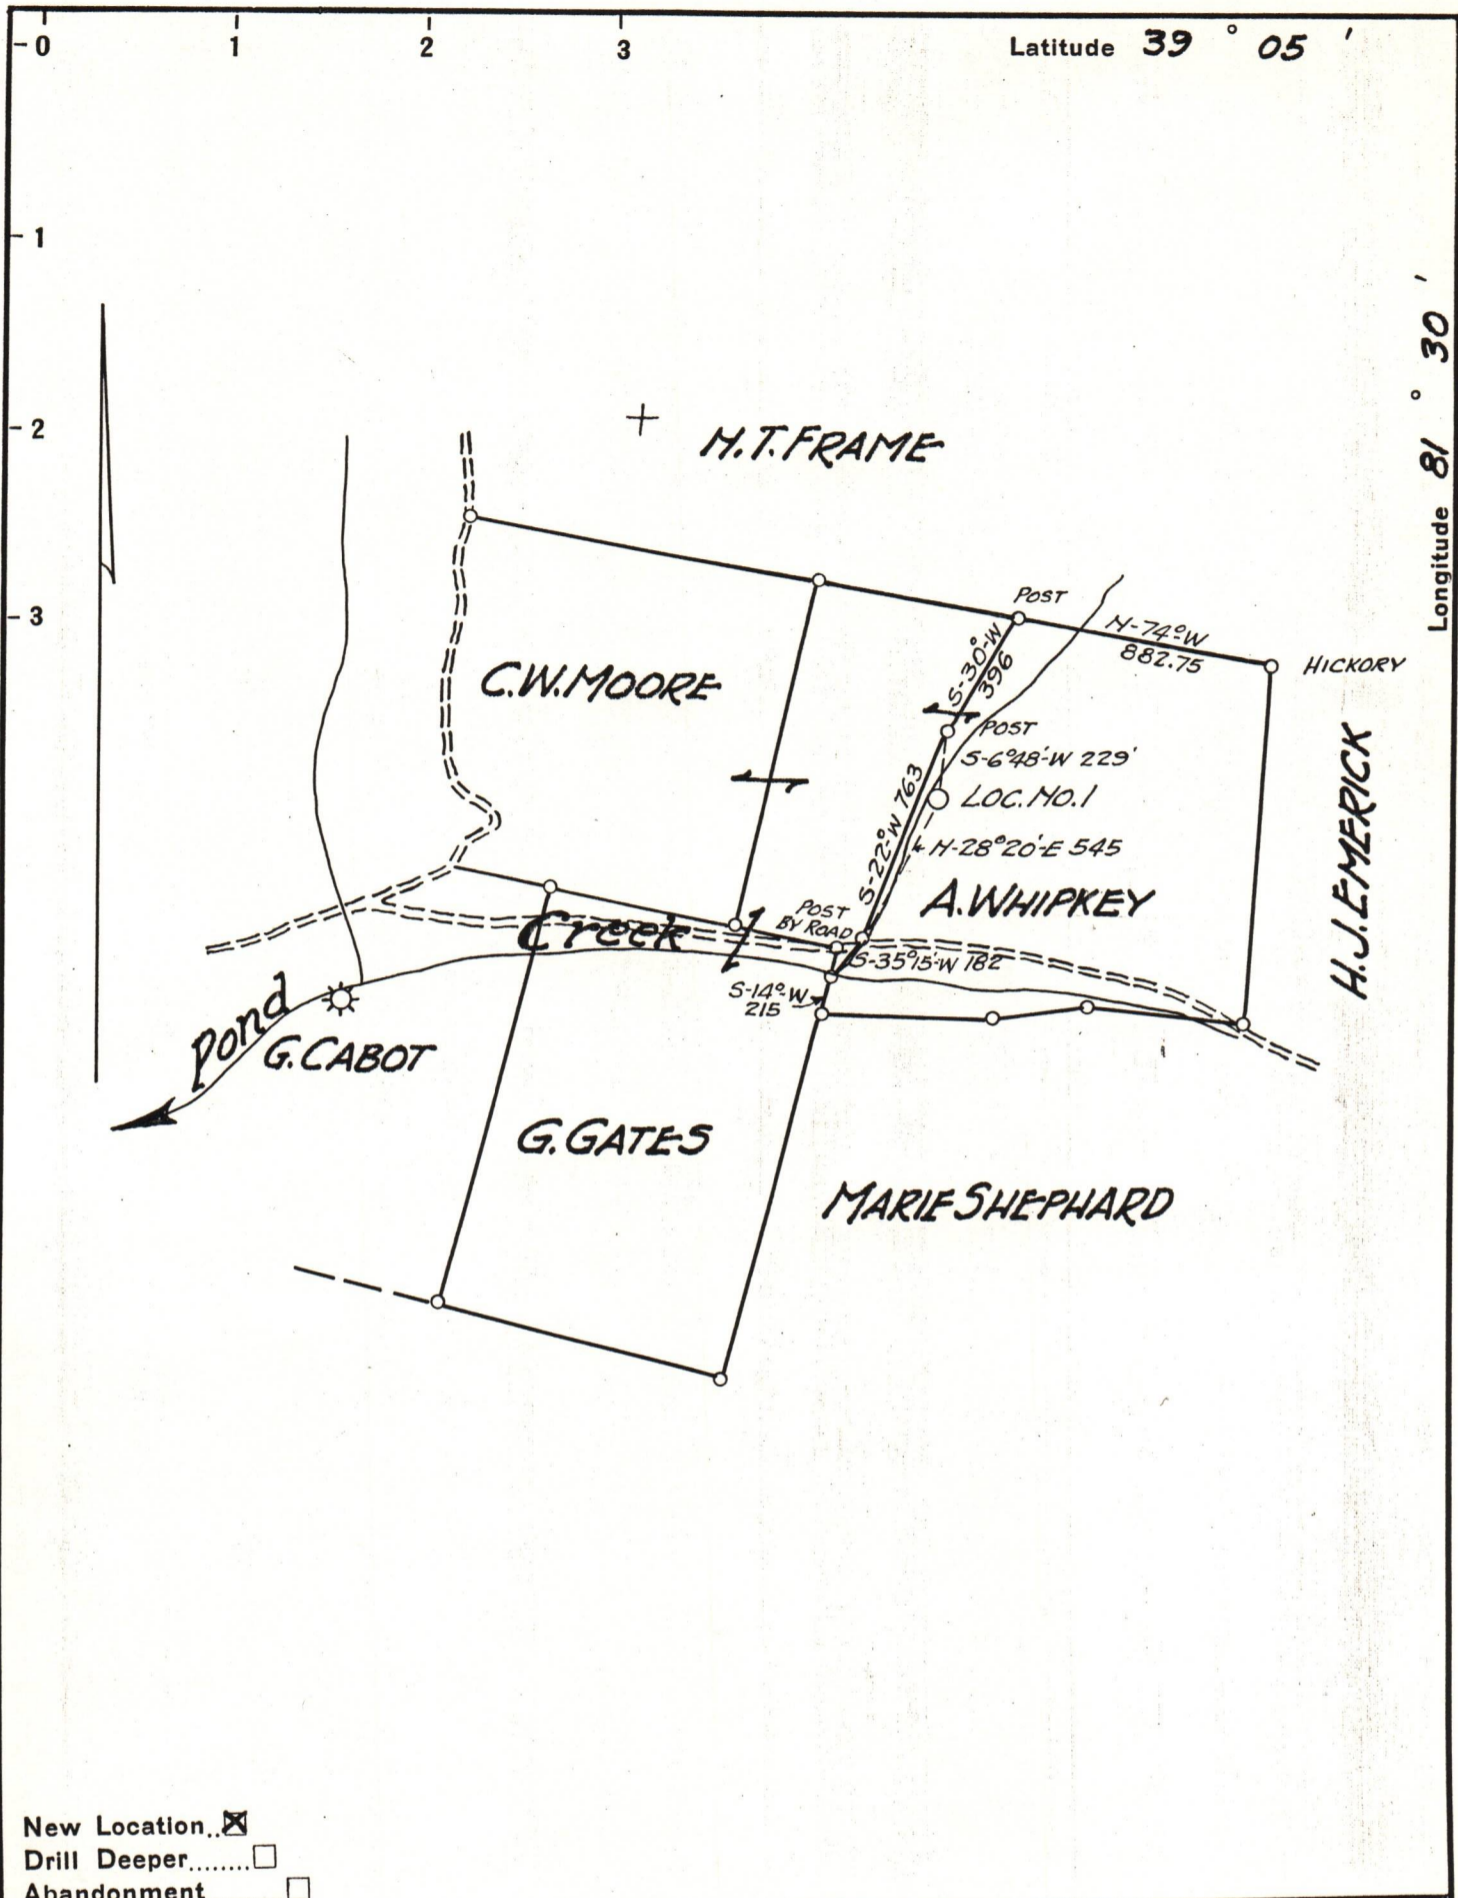 0 1 2 3 Latitude 39° 05'
1
2
3
Longitude 81° 30'
H.T. FRAME
POST
N-74°-W
882.75
HICKORY
S-30°-W
396
C.W. MOORE
POST
S-6°48'-W 229'
LOC. NO. 1
S-22°-W 763
N-28°20'-E 545
A. WHIPKEY
H.J. EMERICK
POST
BY ROAD
Pond Creek
S-35°15'-W 182
S-14°-W
215
G. CABOT
G. GATES
MARIE SHEPHARD
New Location..☒
Drill Deeper.......☐
Abandonment ☐